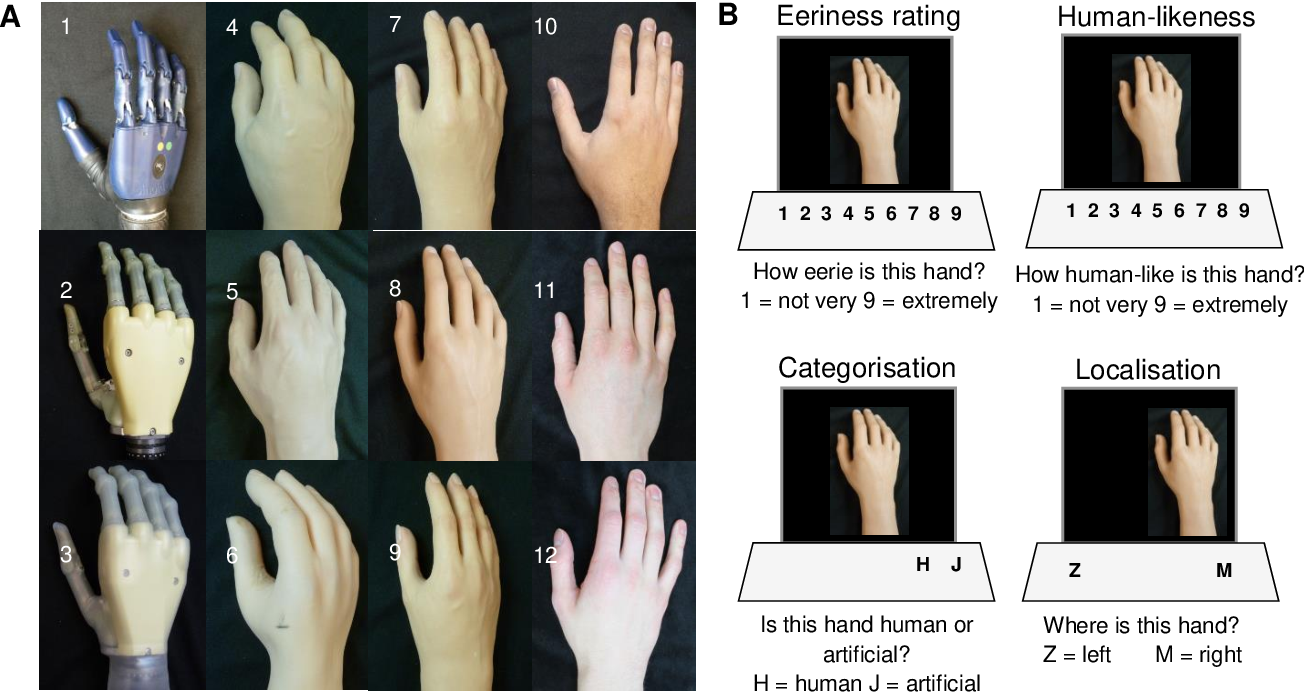 A
1
4
7
10
2
5
8
11
3
6
9
12
B
Eeriness rating
1 2 3 4 5 6 7 8 9
How eerie is this hand?
1 = not very 9 = extremely
Human-likeness
1 2 3 4 5 6 7 8 9
How human-like is this hand?
1 = not very 9 = extremely
Categorisation
H J
Is this hand human or
artificial?
H = human J = artificial
Localisation
Z M
Where is this hand?
Z = left M = right